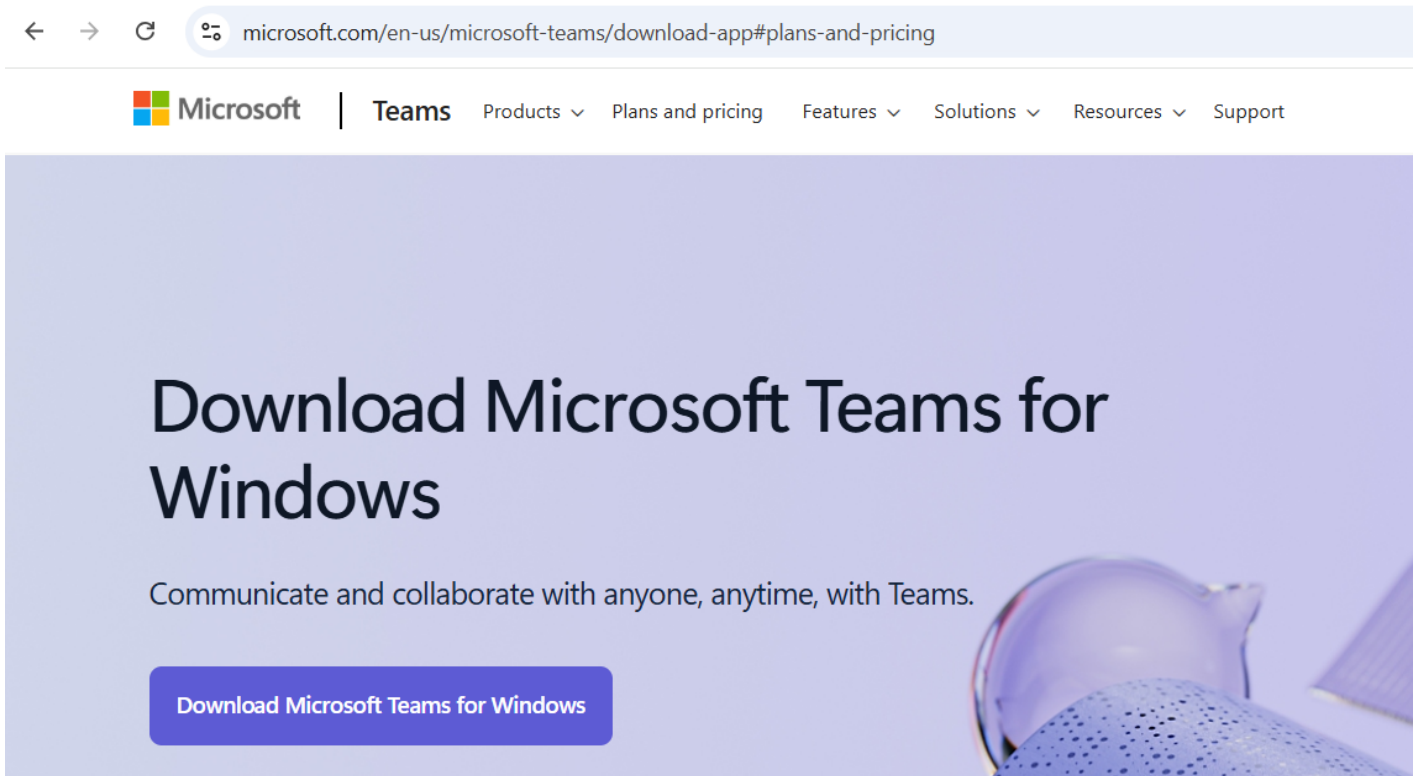 microsoft.com/en-us/microsoft-teams/download-app#plans-and-pricing
Microsoft Teams Products Plans and pricing Features Solutions Resources Support
Download Microsoft Teams for
Windows
Communicate and collaborate with anyone, anytime, with Teams.
Download Microsoft Teams for Windows